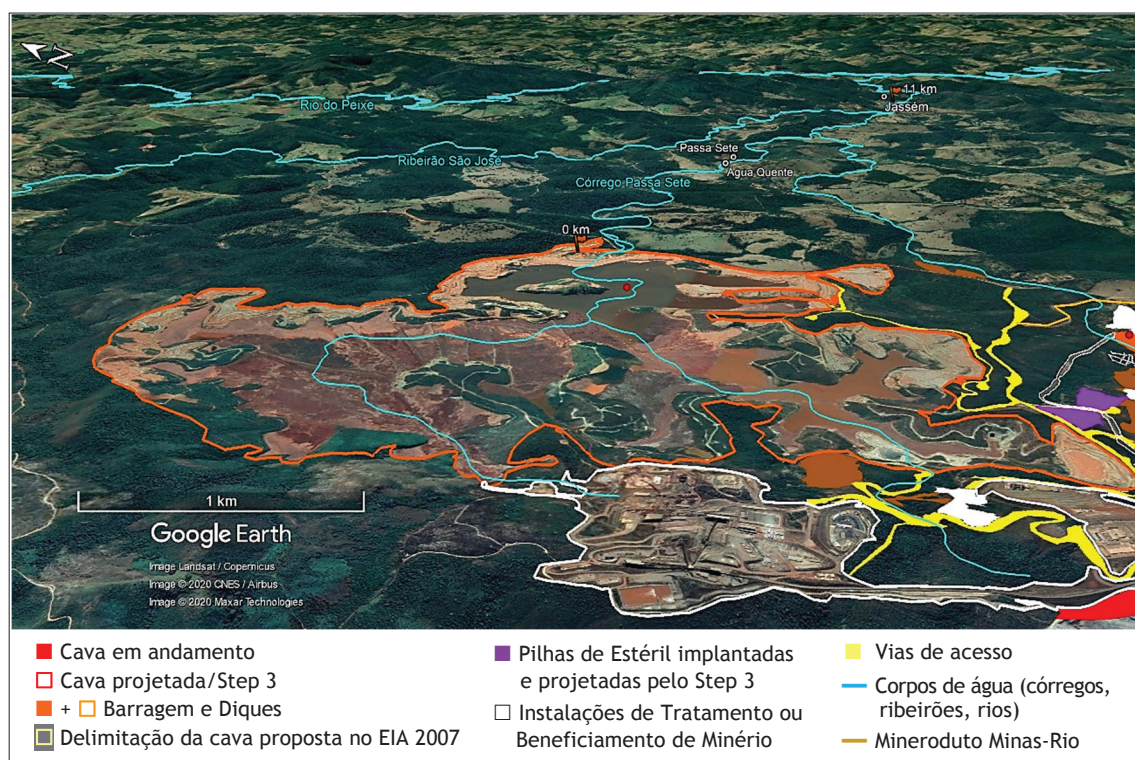 N
Rio do Peixe
11 km
Jassém
Ribeirão São José
Passa Sete
Água Quente
Córrego Passa Sete
0 km
1 km
Google Earth
Image Landsat / Copernicus
Image © 2020 CNES / Airbus
Image © 2020 Maxar Technologies
Cava em andamento
Cava projetada/Step 3
+ Barragem e Diques
Delimitação da cava proposta no EIA 2007
Pilhas de Estéril implantadas
e projetadas pelo Step 3
Instalações de Tratamento ou
Beneficiamento de Minério
Vias de acesso
Corpos de água (córregos,
ribeirões, rios)
Mineroduto Minas-Rio